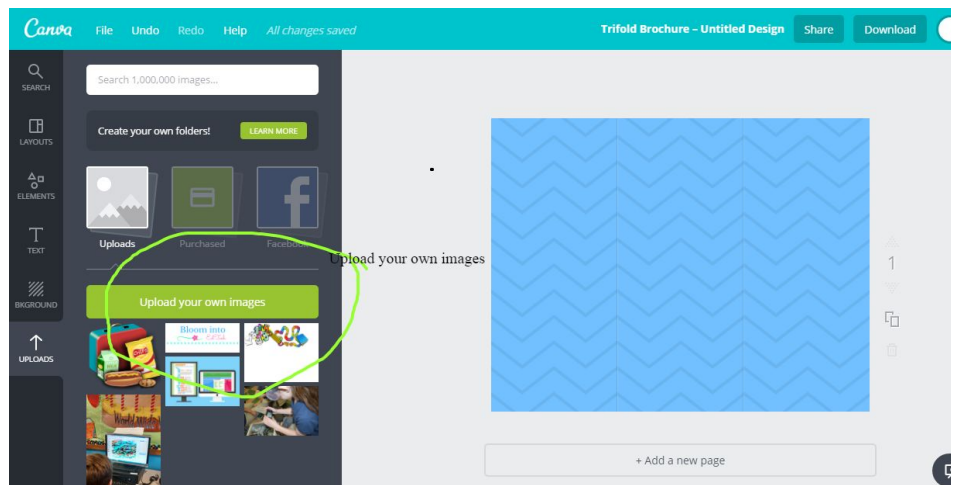 Canva File Undo Redo Help All changes saved Trifold Brochure – Untitled Design Share Download
SEARCH
LAYOUTS
ELEMENTS
TEXT
BKGROUND
UPLOADS
Search 1,000,000 images...
Create your own folders! LEARN MORE
Uploads Purchased Facebook
Upload your own images
Upload your own images
Bloom into
1
+ Add a new page